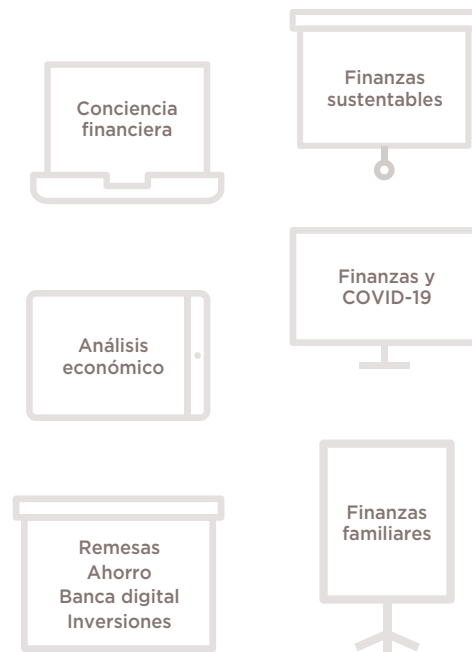 Conciencia
financiera
Finanzas
sustentables
Análisis
económico
Finanzas y
COVID-19
Remesas
Ahorro
Banca digital
Inversiones
Finanzas
familiares